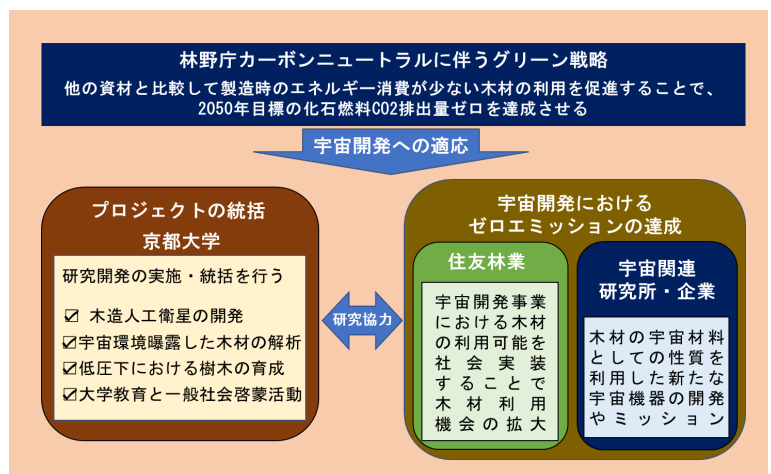 林野庁カーボンニュートラルに伴うグリーン戦略
他の資材と比較して製造時のエネルギー消費が少ない木材の利用を促進することで、
2050年目標の化石燃料CO2排出量ゼロを達成させる
宇宙開発への適応
プロジェクトの統括
京都大学
研究開発の実施・統括を行う
☑ 木造人工衛星の開発
☑宇宙環境曝露した木材の解析
☑低圧下における樹木の育成
☑大学教育と一般社会啓蒙活動
研究協力
宇宙開発における
ゼロエミッションの達成
住友林業
宇宙開発事業
における木材
の利用可能を
社会実装
することで
木材利用
機会の拡大
宇宙関連
研究所・企業
木材の宇宙材料
としての性質を
利用した新たな
宇宙機器の開発
やミッション